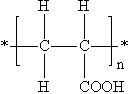 H H
* C C *
n
H COOH